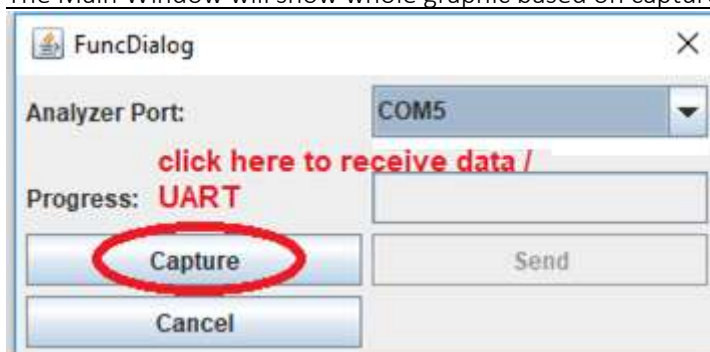 The Main Window will show whole graphic based on captur
FuncDialog
Analyzer Port: COM5
click here to receive data /
Progress: UART
Capture Send
Cancel